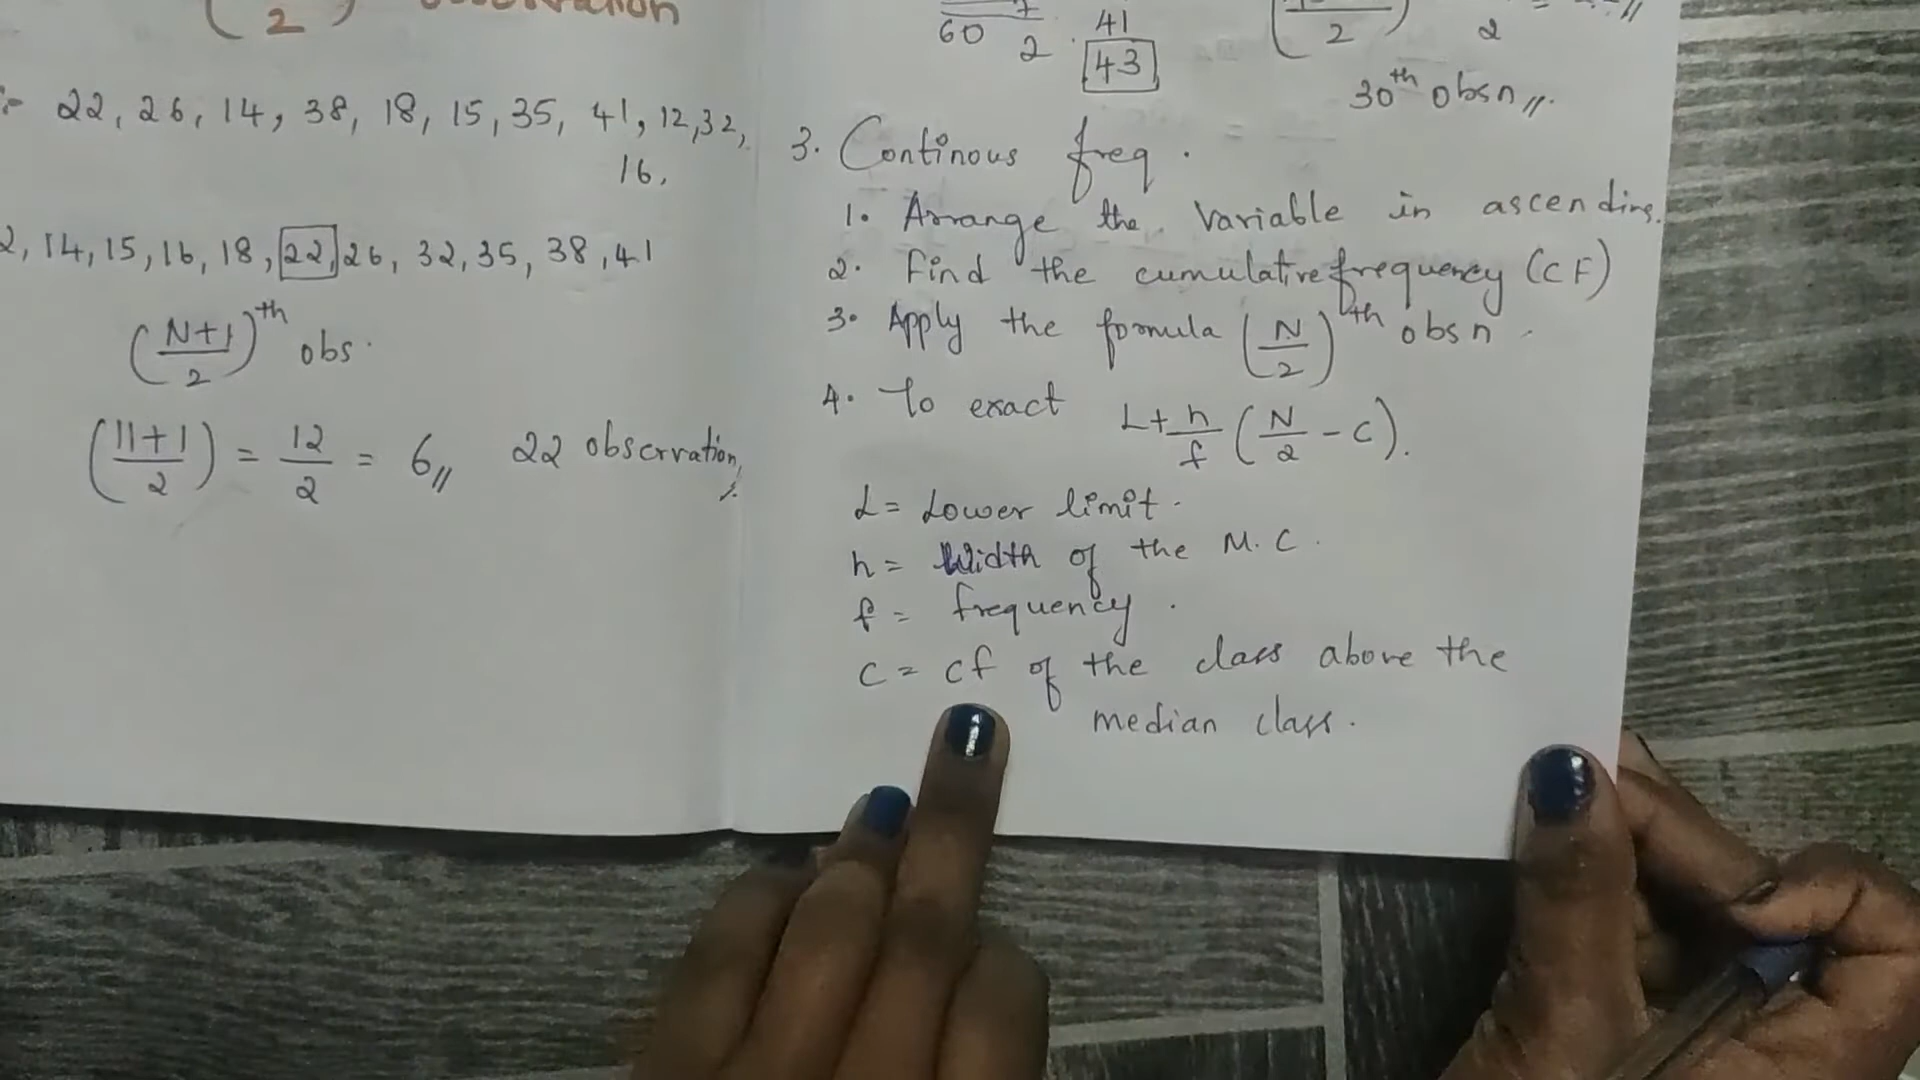 2 observation
:- 22, 26, 14, 38, 18, 15, 35, 41, 12, 32,
16.
2, 14, 15, 16, 18, 22, 26, 32, 35, 38, 41
(N+1/2)th obs.
(11+1/2) = 12/2 = 6,, 22 observation,
60 2 41
43
2 2
30th obsn,,.
3. Continous freq.
1. Arrange the variable in ascending.
2. Find the cumulative frequency (CF)
3. Apply the formula (N/2)th obsn.
4. To exact L+h/f (N/2 - C).
L = Lower limit.
h = Width of the M.C.
f = frequency.
C = cf of the class above the
median class.